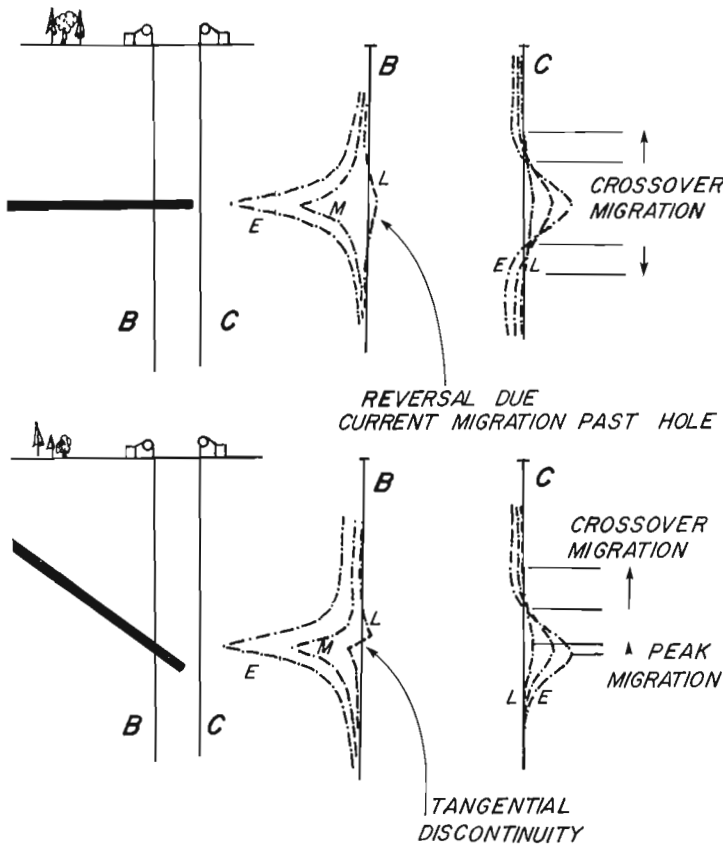 B
C
L
M
E
CROSSOVER
MIGRATION
E L
B C
REVERSAL DUE
CURRENT MIGRATION PAST HOLE
B
C
CROSSOVER
MIGRATION
L
M
E
PEAK
MIGRATION
L E
B C
TANGENTIAL
DISCONTINUITY